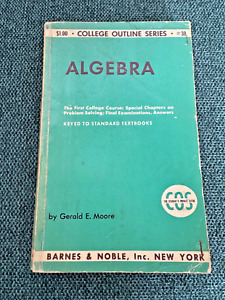 $1.00 • COLLEGE OUTLINE SERIES • #38
ALGEBRA
The First College Course; Special Chapters on
Problem Solving; Final Examinations, Answers
KEYED TO STANDARD TEXTBOOKS
COS
by Gerald E. Moore
BARNES & NOBLE, Inc. NEW YORK